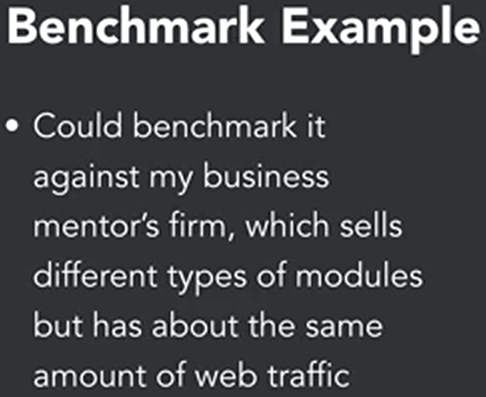 Benchmark Example
• Could benchmark it
against my business
mentor's firm, which sells
different types of modules
but has about the same
amount of web traffic